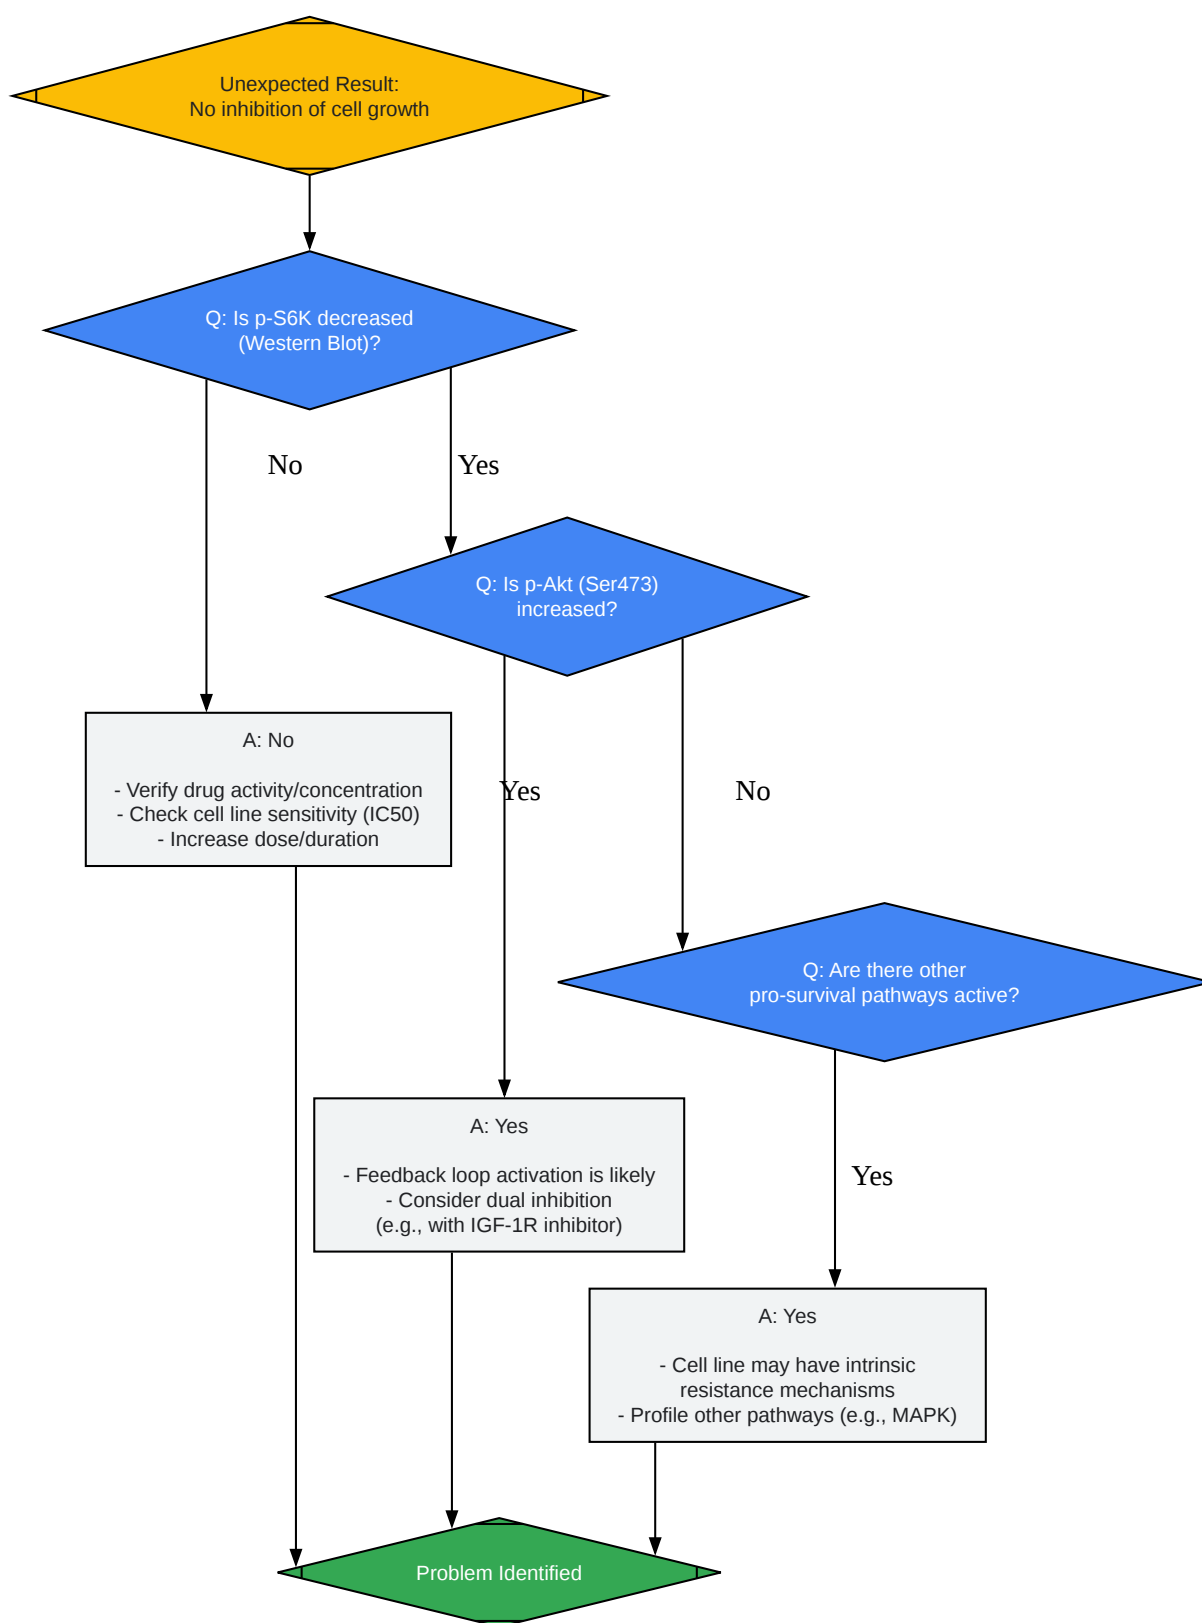 Unexpected Result:
No inhibition of cell growth
Q: Is p-S6K decreased
(Western Blot)?
No
Yes
Q: Is p-Akt (Ser473)
increased?
A: No
- Verify drug activity/concentration
- Check cell line sensitivity (IC50)
- Increase dose/duration
Yes
No
Q: Are there other
pro-survival pathways active?
A: Yes
- Feedback loop activation is likely
- Consider dual inhibition
(e.g., with IGF-1R inhibitor)
Yes
A: Yes
- Cell line may have intrinsic
resistance mechanisms
- Profile other pathways (e.g., MAPK)
Problem Identified